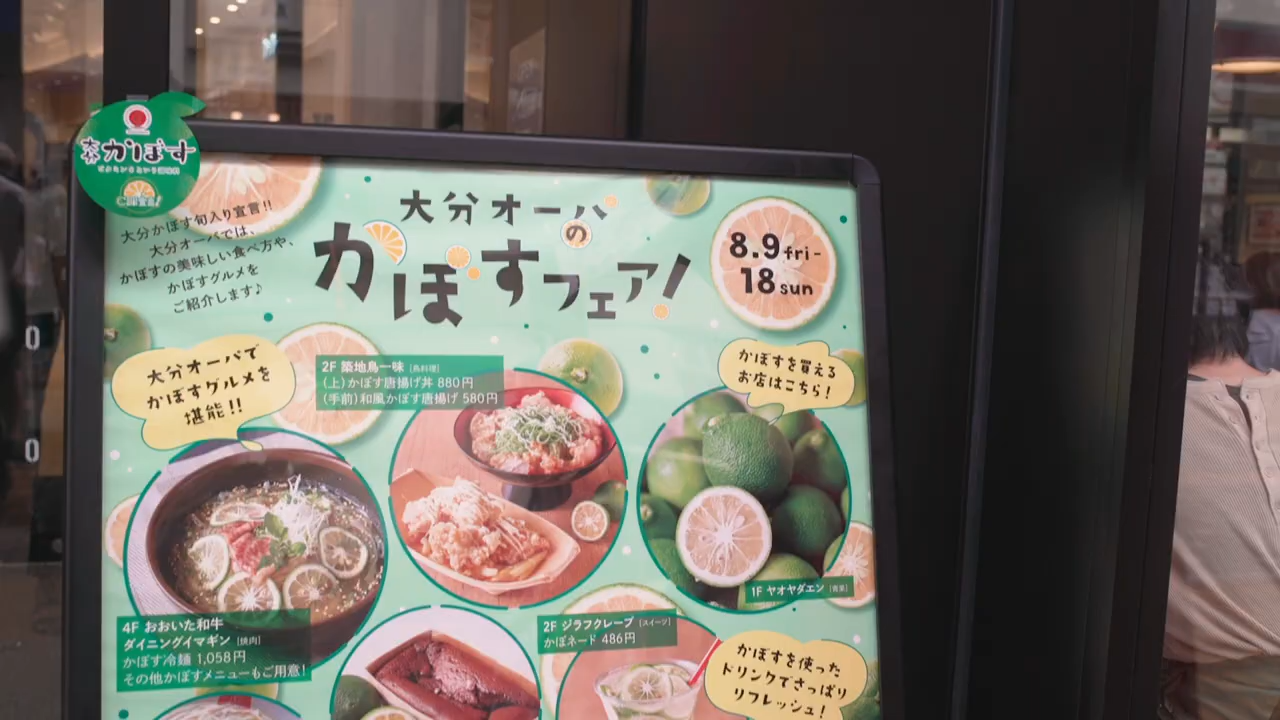 大分
かぼす
大分かぼす旬入り宣言!!
大分オーパでは、
かぼすの美味しい食べ方や、
かぼすグルメを
ご紹介します♪
大分オーパの
かぼすフェア!
8.9 fri-
18 sun
大分オーパで
かぼすグルメを
堪能!!
2F 築地鳥一味 [鳥料理]
(上)かぼす唐揚げ丼 880円
(手前)和風かぼす唐揚げ 580円
かぼすを買える
お店はこちら!
1F ヤオヤダエン [青果]
4F おおいた和牛
ダイニングイマギン [焼肉]
かぼす冷麺 1,058円
その他かぼすメニューもご用意!
2F ジラフクレープ [スイーツ]
かぼネード 486円
かぼすを使った
ドリンクでさっぱり
リフレッシュ!
0
0